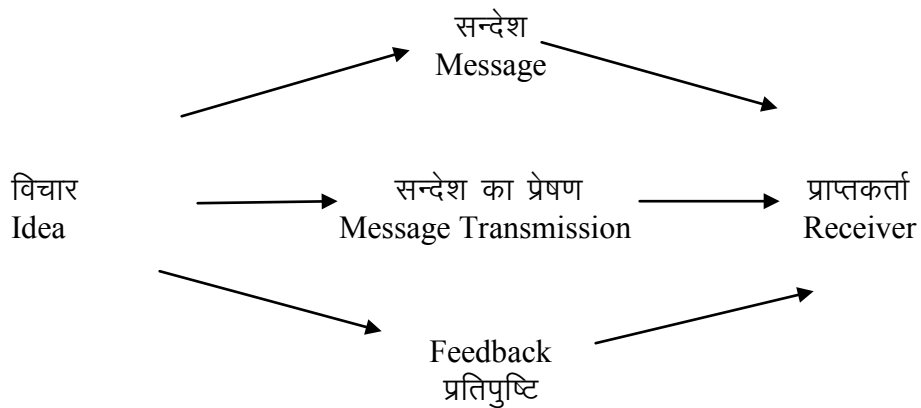 सन्देश
Message
विचार
Idea
सन्देश का प्रेषण
Message Transmission
प्राप्तकर्ता
Receiver
Feedback
प्रतिपुष्टि